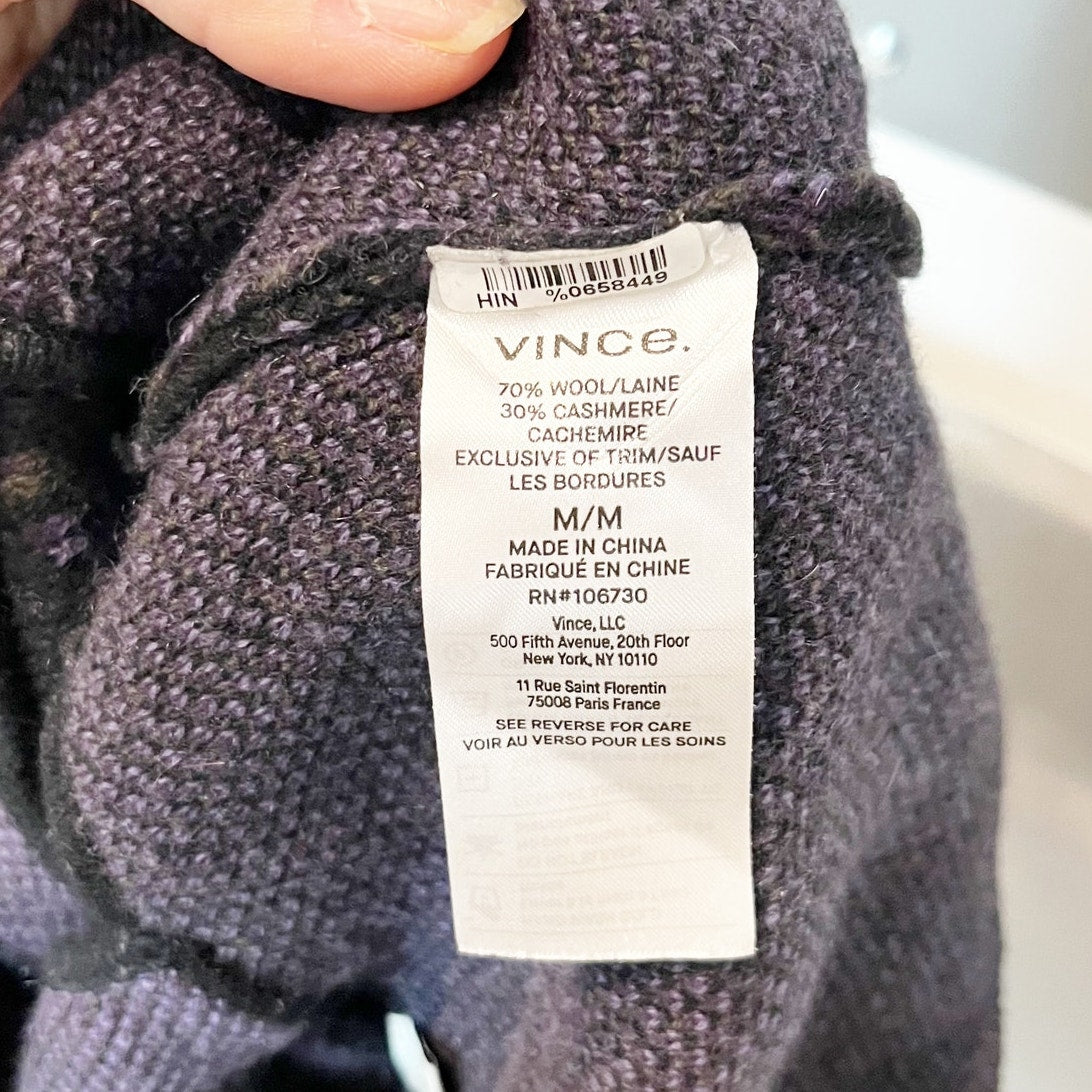 HIN %0658449
VINCE.
70% WOOL/LAINE
30% CASHMERE/
CACHEMIRE
EXCLUSIVE OF TRIM/SAUF
LES BORDURES
M/M
MADE IN CHINA
FABRIQUÉ EN CHINE
RN#106730
Vince, LLC
500 Fifth Avenue, 20th Floor
New York, NY 10110
11 Rue Saint Florentin
75008 Paris France
SEE REVERSE FOR CARE
VOIR AU VERSO POUR LES SOINS